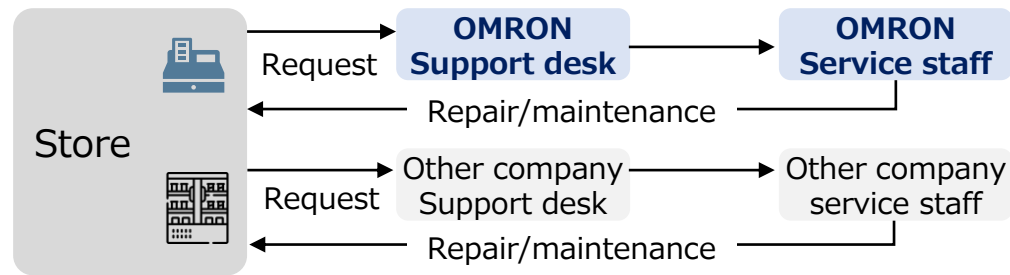 OMRON
Support desk
OMRON
Service staff
Request
Repair/maintenance
Store
Other company
Support desk
Other company
service staff
Request
Repair/maintenance